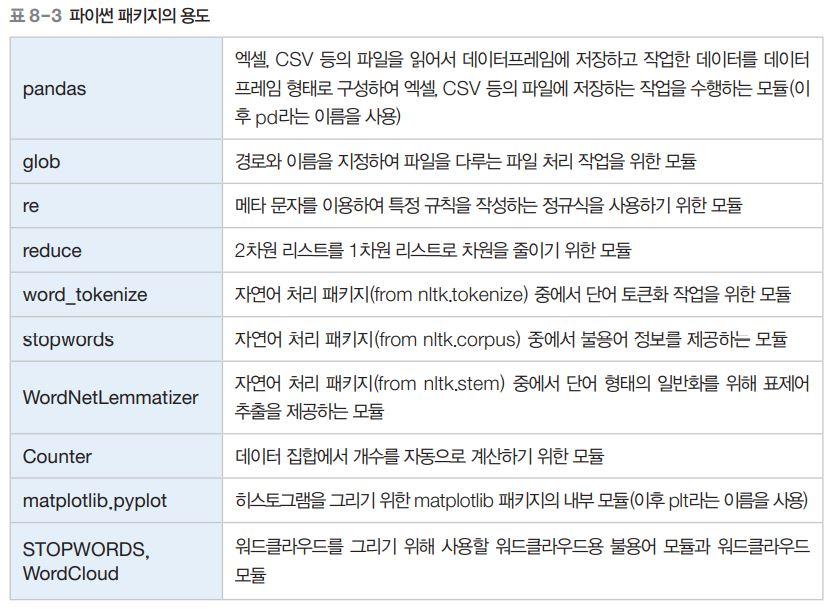 표 8-3 파이썬 패키지의 용도
pandas
엑셀, CSV 등의 파일을 읽어서 데이터프레임에 저장하고 작업한 데이터를 데이터
프레임 형태로 구성하여 엑셀, CSV 등의 파일에 저장하는 작업을 수행하는 모듈(이
후 pd라는 이름을 사용)
glob
경로와 이름을 지정하여 파일을 다루는 파일 처리 작업을 위한 모듈
re
메타 문자를 이용하여 특정 규칙을 작성하는 정규식을 사용하기 위한 모듈
reduce
2차원 리스트를 1차원 리스트로 차원을 줄이기 위한 모듈
word_tokenize
자연어 처리 패키지(from nltk.tokenize) 중에서 단어 토큰화 작업을 위한 모듈
stopwords
자연어 처리 패키지(from nltk.corpus) 중에서 불용어 정보를 제공하는 모듈
WordNetLemmatizer
자연어 처리 패키지(from nltk.stem) 중에서 단어 형태의 일반화를 위해 표제어
추출을 제공하는 모듈
Counter
데이터 집합에서 개수를 자동으로 계산하기 위한 모듈
matplotlib.pyplot
히스토그램을 그리기 위한 matplotlib 패키지의 내부 모듈(이후 plt라는 이름을 사용)
STOPWORDS,
WordCloud
워드클라우드를 그리기 위해 사용할 워드클라우드용 불용어 모듈과 워드클라우드
모듈